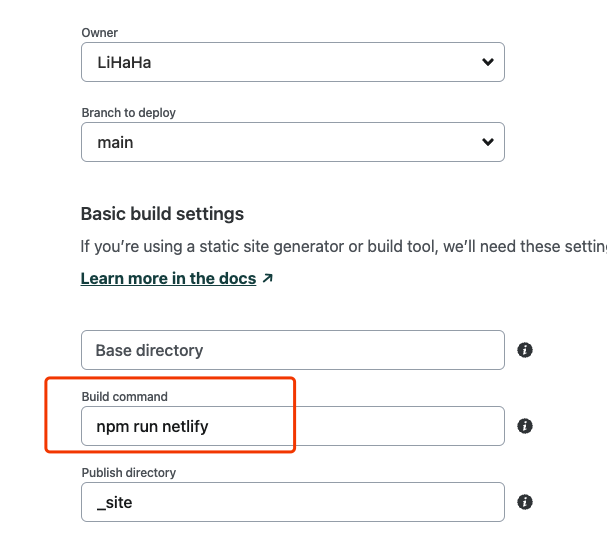 Owner
LiHaHa
Branch to deploy
main
Basic build settings
If you’re using a static site generator or build tool, we’ll need these
Learn more in the docs ↗
Base directory
Build command
npm run netlify
Publish directory
_site